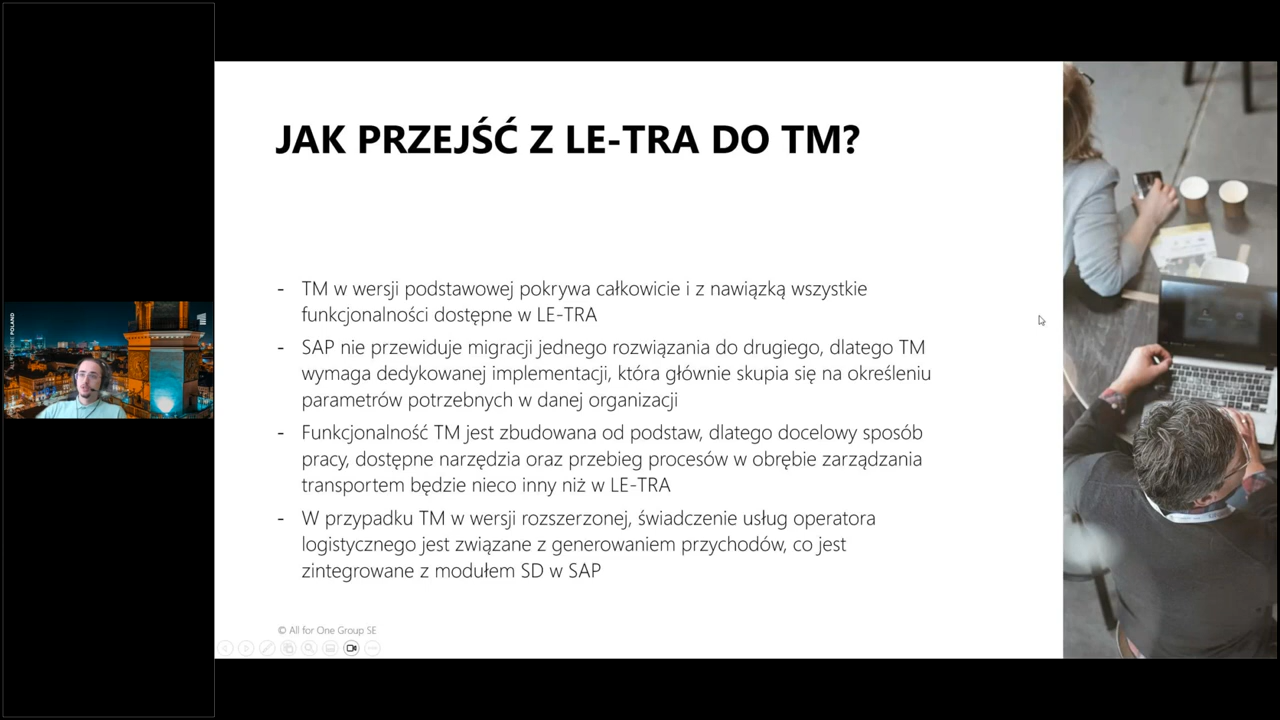 JAK PRZEJŚĆ Z LE-TRA DO TM?
- TM w wersji podstawowej pokrywa całkowicie i z nawiązką wszystkie
funkcjonalności dostępne w LE-TRA
- SAP nie przewiduje migracji jednego rozwiązania do drugiego, dlatego TM
wymaga dedykowanej implementacji, która głównie skupia się na określeniu
parametrów potrzebnych w danej organizacji
- Funkcjonalność TM jest zbudowana od podstaw, dlatego docelowy sposób
pracy, dostępne narzędzia oraz przebieg procesów w obrębie zarządzania
transportem będzie nieco inny niż w LE-TRA
- W przypadku TM w wersji rozszerzonej, świadczenie usług operatora
logistycznego jest związane z generowaniem przychodów, co jest
zintegrowane z modułem SD w SAP
© All for One Group SE
POLAND